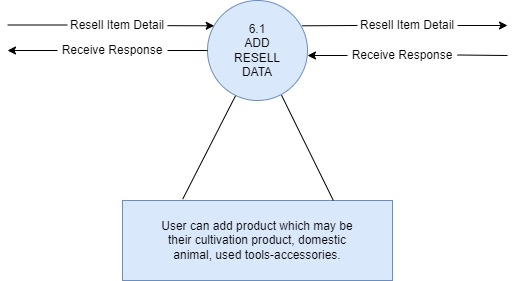 Resell Item Detail
Receive Response
6.1
ADD
RESELL
DATA
Resell Item Detail
Receive Response
User can add product which may be
their cultivation product, domestic
animal, used tools-accessories.